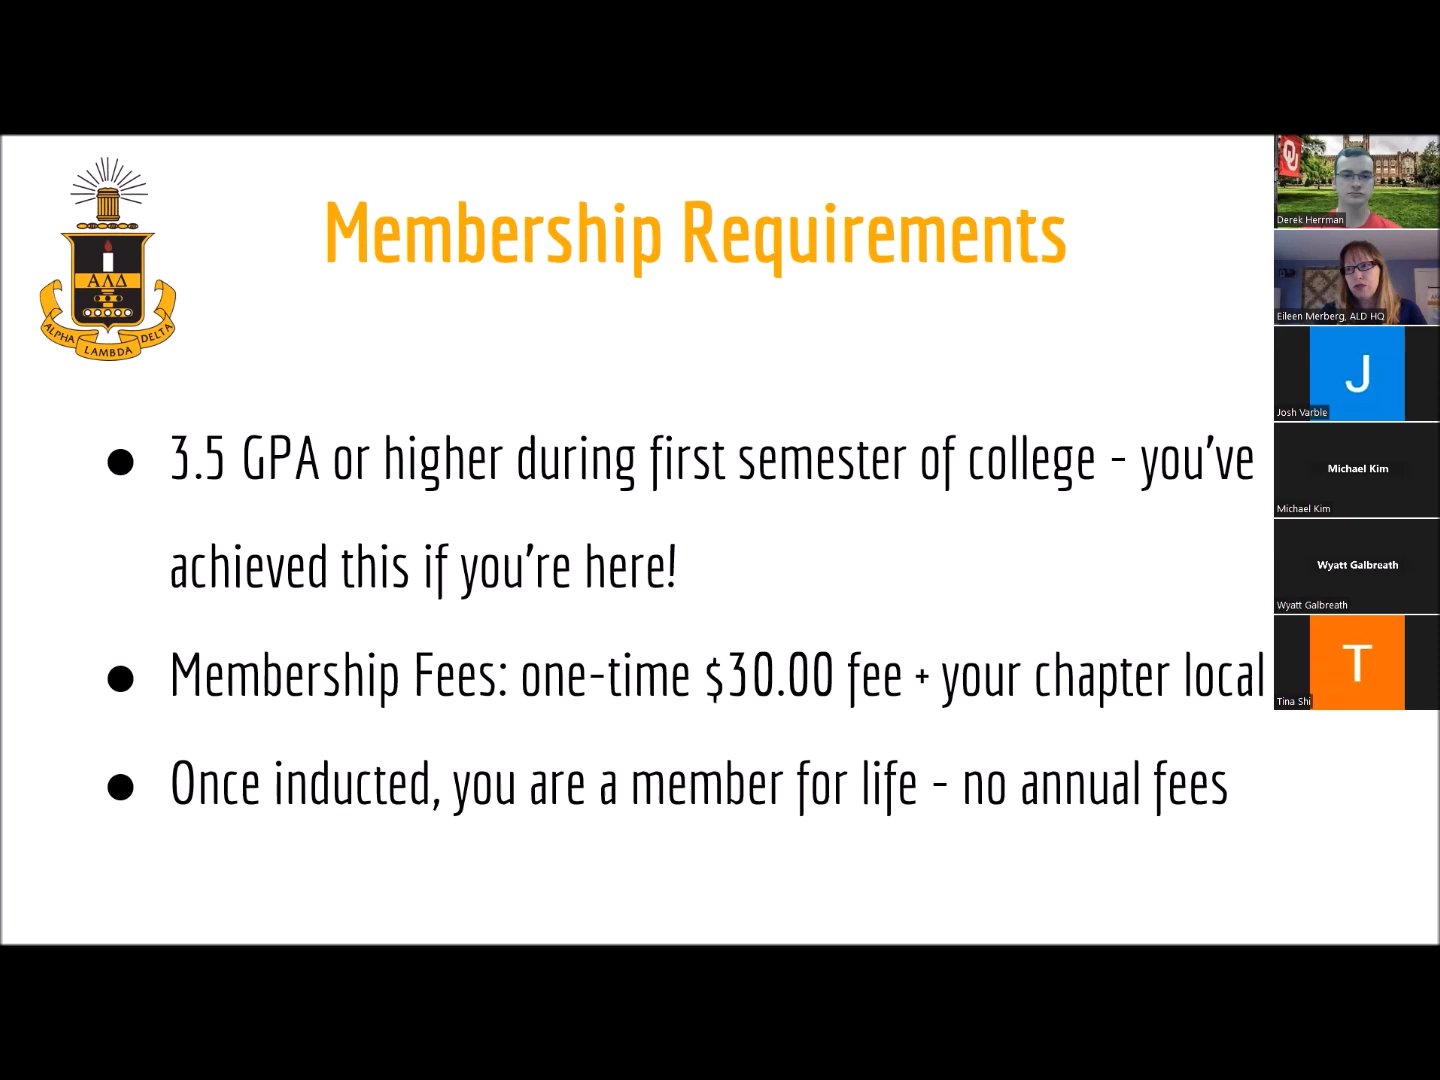 Membership Requirements
ΑΛΔ
ALPHA
LAMBDA
DELTA
● 3.5 GPA or higher during first semester of college - you've
achieved this if you're here!
● Membership Fees: one-time $30.00 fee + your chapter local
● Once inducted, you are a member for life - no annual fees
OU
Derek Herrman
Eileen Merberg, ALD HQ
J
Josh Varble
Michael Kim
Michael Kim
Wyatt Galbreath
Wyatt Galbreath
T
Tina Shi